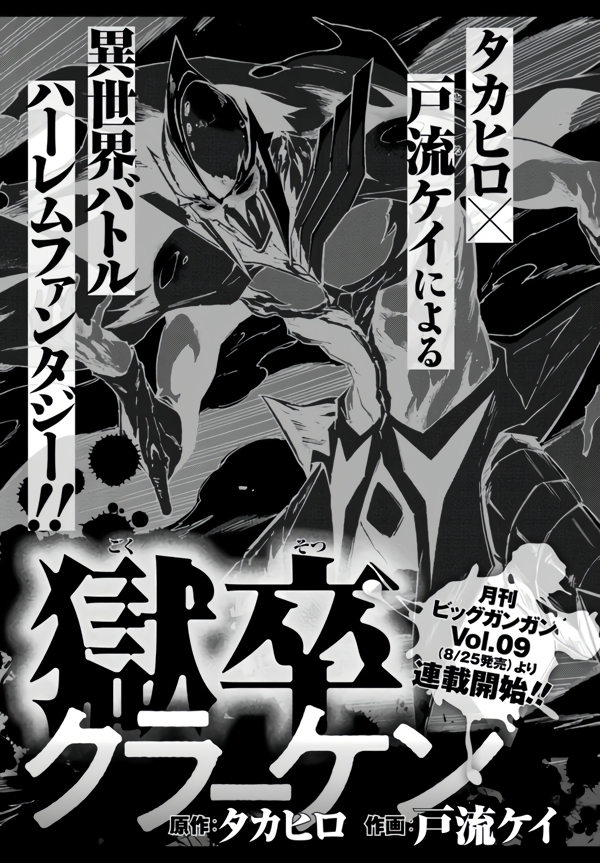 タカヒロ×
戸流ケイによる
異世界バトル
ハーレムファンタジー!!
ごく そつ
獄卒
クラーケン
月刊
ビッグガンガン
Vol.09
(8/25発売)より
連載開始!!
原作:タカヒロ 作画:戸流ケイ